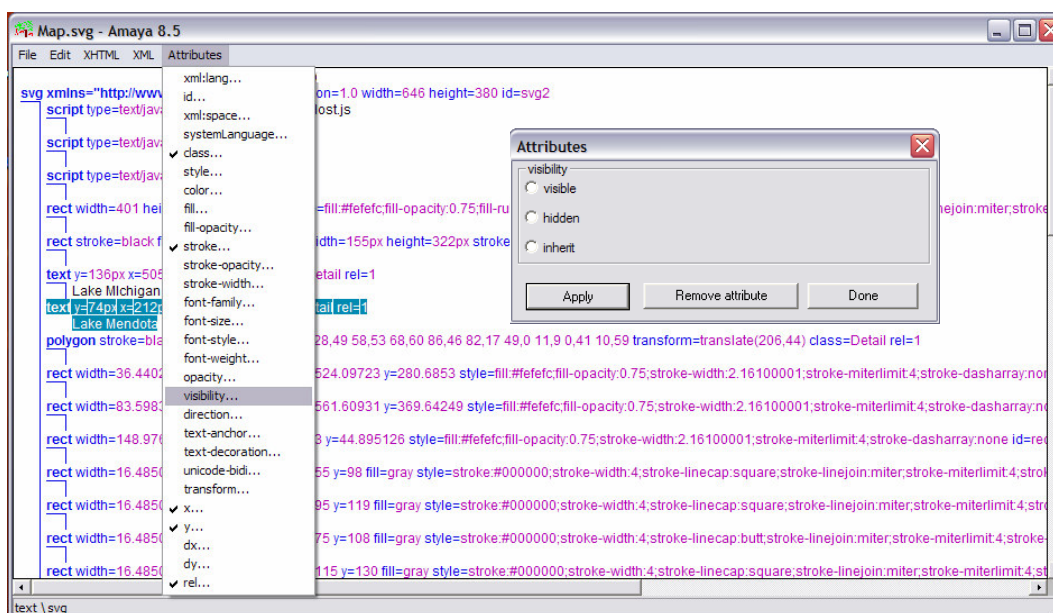 Map.svg - Amaya 8.5
File Edit XHTML XML Attributes
svg xmlns="http://www on=1.0 width=646 height=380 id=svg2
script type=text/java lost.js
script type=text/java
script type=text/java
rect width=401 hei =fill:#fefefc;fill-opacity:0.75;fill-ru nejoin:miter;stroke
rect stroke=black f idth=155px height=322px stroke
text y=136px x=505 etail rel=1
Lake MIchigan
text y=74px x=212p tail rel=1
Lake Mendota
polygon stroke=bla 28,49 58,53 68,60 86,46 82,17 49,0 11,9 0,41 10,59 transform=translate(206,44) class=Detail rel=1
rect width=36.4402 524.09723 y=280.6853 style=fill:#fefefc;fill-opacity:0.75;stroke-width:2.16100001;stroke-miterlimit:4;stroke-dasharray:nor
rect width=83.5983 561.60931 y=369.64249 style=fill:#fefefc;fill-opacity:0.75;stroke-width:2.16100001;stroke-miterlimit:4;stroke-dasharray:no
rect width=148.976 3 y=44.895126 style=fill:#fefefc;fill-opacity:0.75;stroke-width:2.16100001;stroke-miterlimit:4;stroke-dasharray:none id=rec
rect width=16.4850 55 y=98 fill=gray style=stroke:#000000;stroke-width:4;stroke-linecap:square;stroke-linejoin:miter;stroke-miterlimit:4;strok
rect width=16.4850 95 y=119 fill=gray style=stroke:#000000;stroke-width:4;stroke-linecap:square;stroke-linejoin:miter;stroke-miterlimit:4;stro
rect width=16.4850 75 y=108 fill=gray style=stroke:#000000;stroke-width:4;stroke-linecap:butt;stroke-linejoin:miter;stroke-miterlimit:4;stroke-
rect width=16.4850 115 y=130 fill=gray style=stroke:#000000;stroke-width:4;stroke-linecap:square;stroke-linejoin:miter;stroke-miterlimit:4;st
text \ svg
xml:lang...
id...
xml:space...
systemLanguage...
class...
style...
color...
fill...
fill-opacity...
stroke...
stroke-opacity...
stroke-width...
font-family...
font-size...
font-style...
font-weight...
opacity...
visibility...
direction...
text-anchor...
text-decoration...
unicode-bidi...
transform...
x...
y...
dx...
dy...
rel...
Attributes
visibility
visible
hidden
inherit
Apply Remove attribute Done